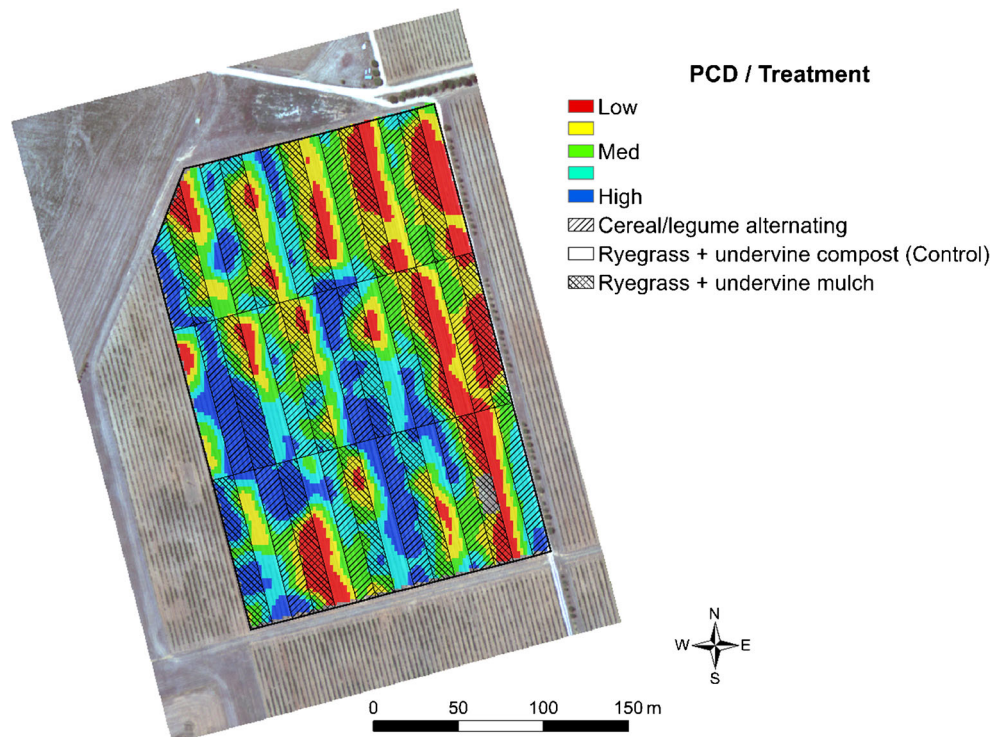 PCD / Treatment
Low
Med
High
Cereal/legume alternating
Ryegrass + undervine compost (Control)
Ryegrass + undervine mulch
N
W E
S
0 50 100 150 m